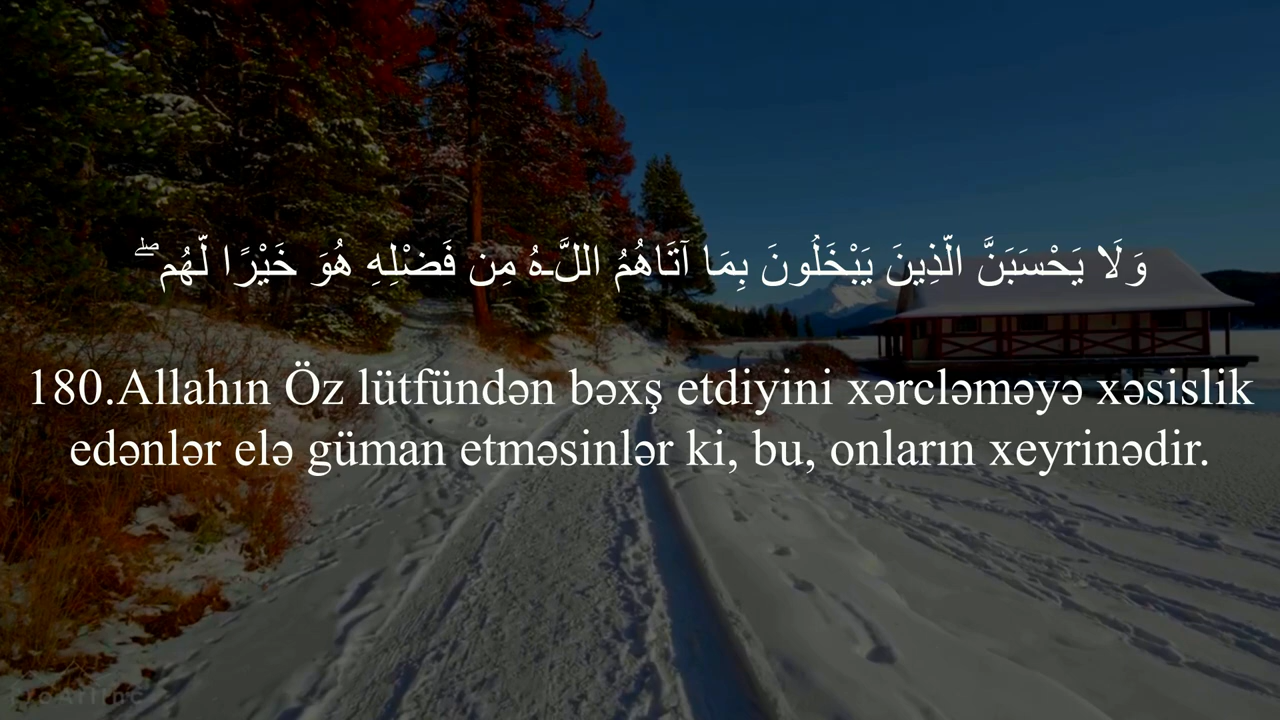 وَلَا يَحْسَبَنَّ الَّذِينَ يَبْخَلُونَ بِمَا آتَاهُمُ اللَّـهُ مِن فَضْلِهِ هُوَ خَيْرًا لَّهُم ۖ
180.Allahın Öz lütfündən bəxş etdiyini xərcləməyə xəsislik
edənlər elə güman etməsinlər ki, bu, onların xeyrinədir.